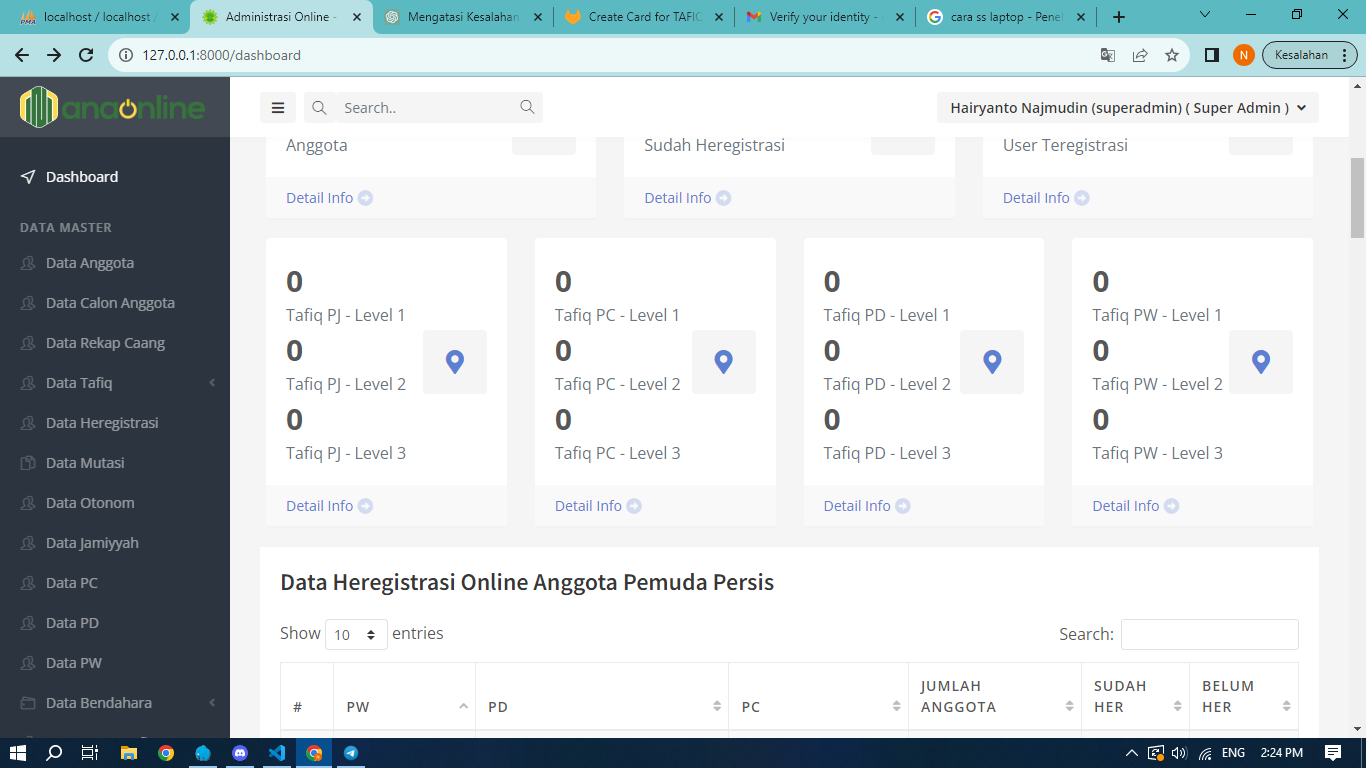 localhost / localhost /
Administrasi Online -
Mengatasi Kesalahan
Create Card for TAFIQ
Verify your identity -
cara ss laptop - Penel
127.0.0.1:8000/dashboard
N
Kesalahan
anaonline
Search..
Hairyanto Najmudin (superadmin) ( Super Admin )
Dashboard
DATA MASTER
Data Anggota
Data Calon Anggota
Data Rekap Caang
Data Tafiq
Data Heregistrasi
Data Mutasi
Data Otonom
Data Jamiyyah
Data PC
Data PD
Data PW
Data Bendahara
Anggota
Detail Info
Sudah Heregistrasi
Detail Info
User Teregistrasi
Detail Info
0
Tafiq PJ - Level 1
0
Tafiq PJ - Level 2
0
Tafiq PJ - Level 3
Detail Info
0
Tafiq PC - Level 1
0
Tafiq PC - Level 2
0
Tafiq PC - Level 3
Detail Info
0
Tafiq PD - Level 1
0
Tafiq PD - Level 2
0
Tafiq PD - Level 3
Detail Info
0
Tafiq PW - Level 1
0
Tafiq PW - Level 2
0
Tafiq PW - Level 3
Detail Info
Data Heregistrasi Online Anggota Pemuda Persis
Show 10 entries
Search:
# PW PD PC JUMLAH ANGGOTA SUDAH HER BELUM HER
ENG 2:24 PM